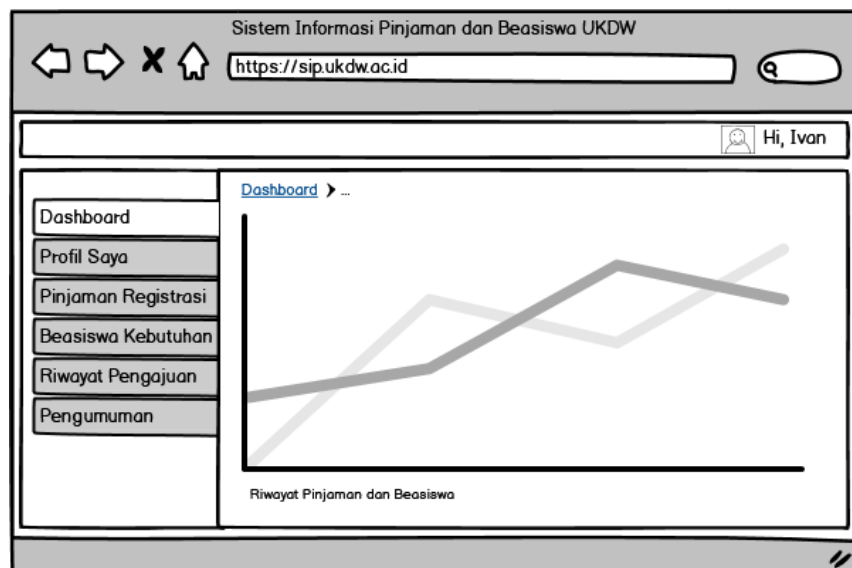 Sistem Informasi Pinjaman dan Beasiswa UKDW
https://sip.ukdw.ac.id
Hi, Ivan
Dashboard > ...
Dashboard
Profil Saya
Pinjaman Registrasi
Beasiswa Kebutuhan
Riwayat Pengajuan
Pengumuman
Riwayat Pinjaman dan Beasiswa